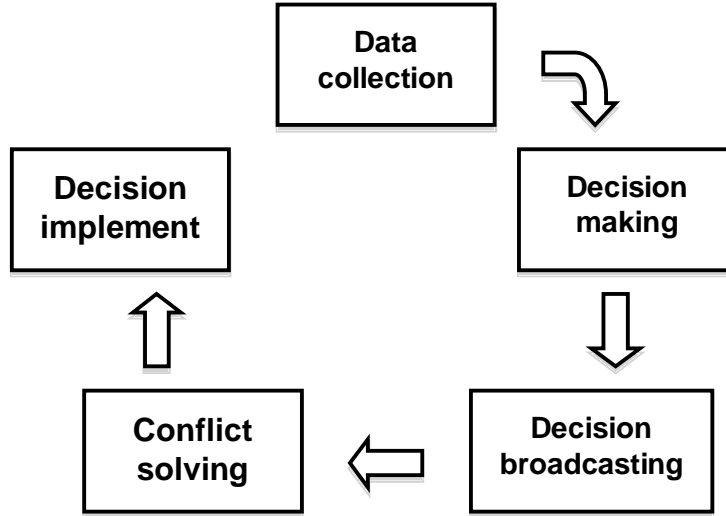 Data
collection
Decision
making
Decision
broadcasting
Conflict
solving
Decision
implement